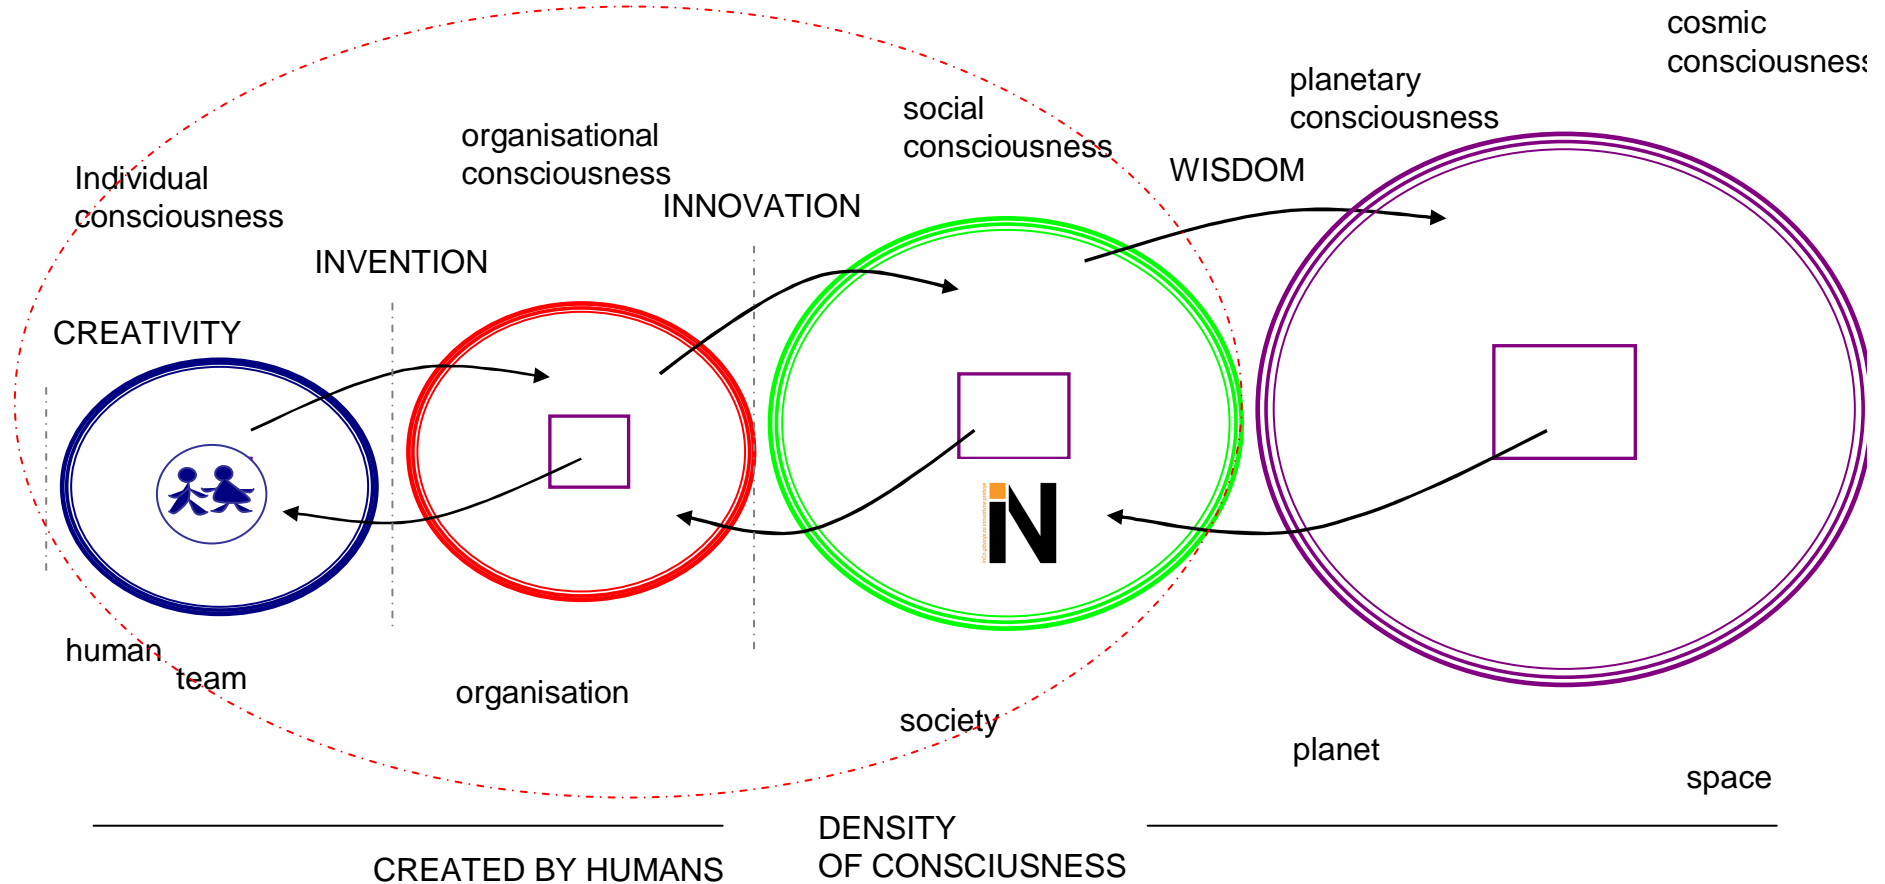 cosmic
consciousness
planetary
consciousness
social
consciousness
organisational
consciousness
Individual
consciousness
WISDOM
INNOVATION
INVENTION
CREATIVITY
iN
human
team
organisation
society
planet
space
DENSITY
OF CONSCIUSNESS
CREATED BY HUMANS